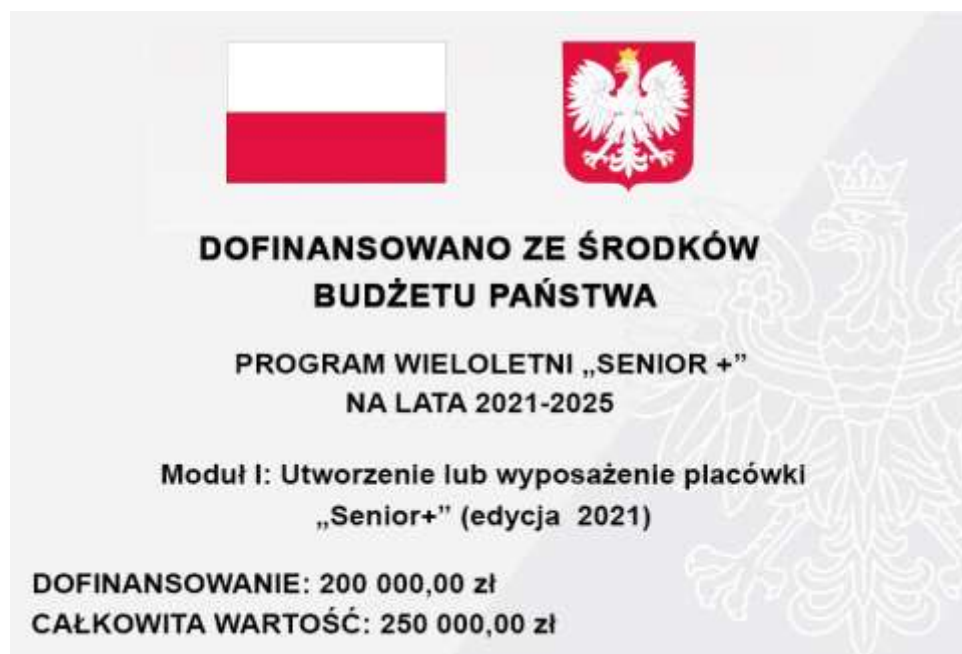 DOFINANSOWANO ZE ŚRODKÓW
BUDŻETU PAŃSTWA
PROGRAM WIELOLETNI „SENIOR +”
NA LATA 2021-2025
Moduł I: Utworzenie lub wyposażenie placówki
„Senior+” (edycja 2021)
DOFINANSOWANIE: 200 000,00 zł
CAŁKOWITA WARTOŚĆ: 250 000,00 zł